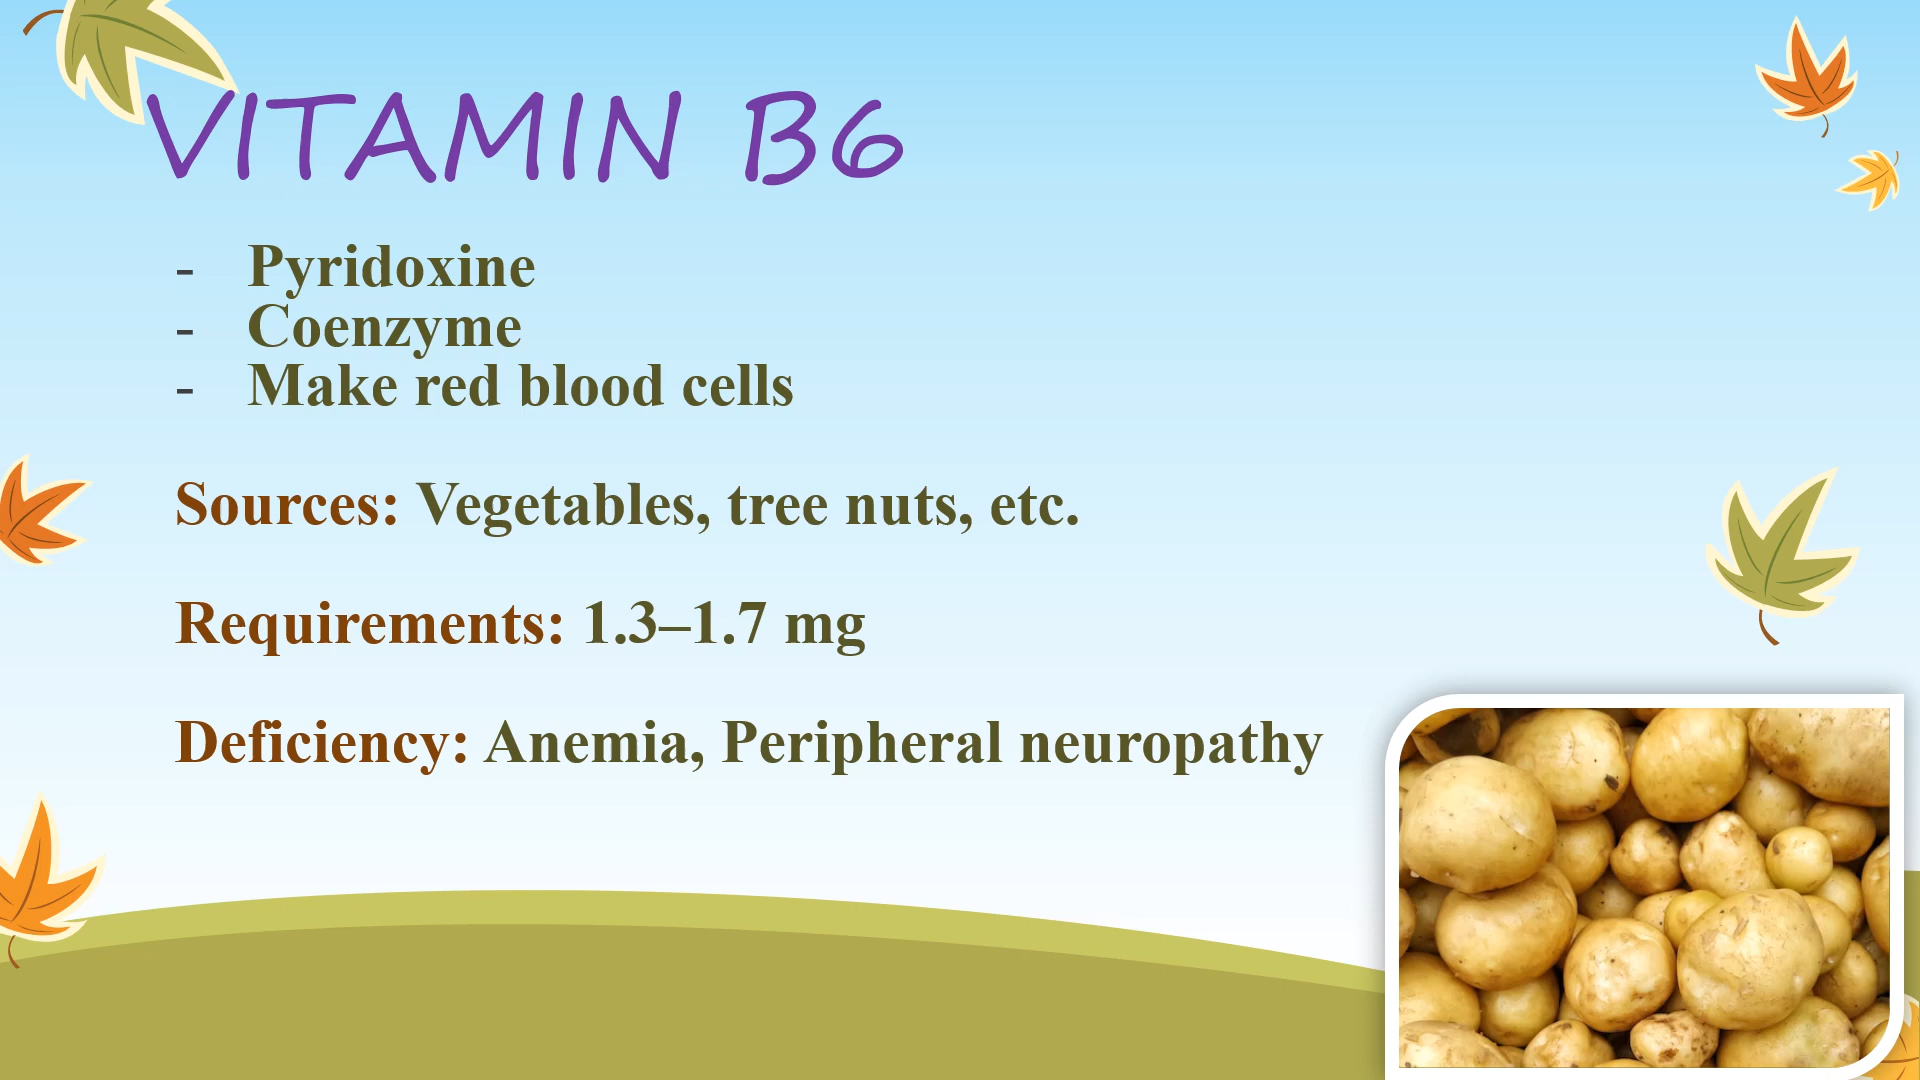 VITAMIN B6
- Pyridoxine
- Coenzyme
- Make red blood cells
Sources: Vegetables, tree nuts, etc.
Requirements: 1.3–1.7 mg
Deficiency: Anemia, Peripheral neuropathy